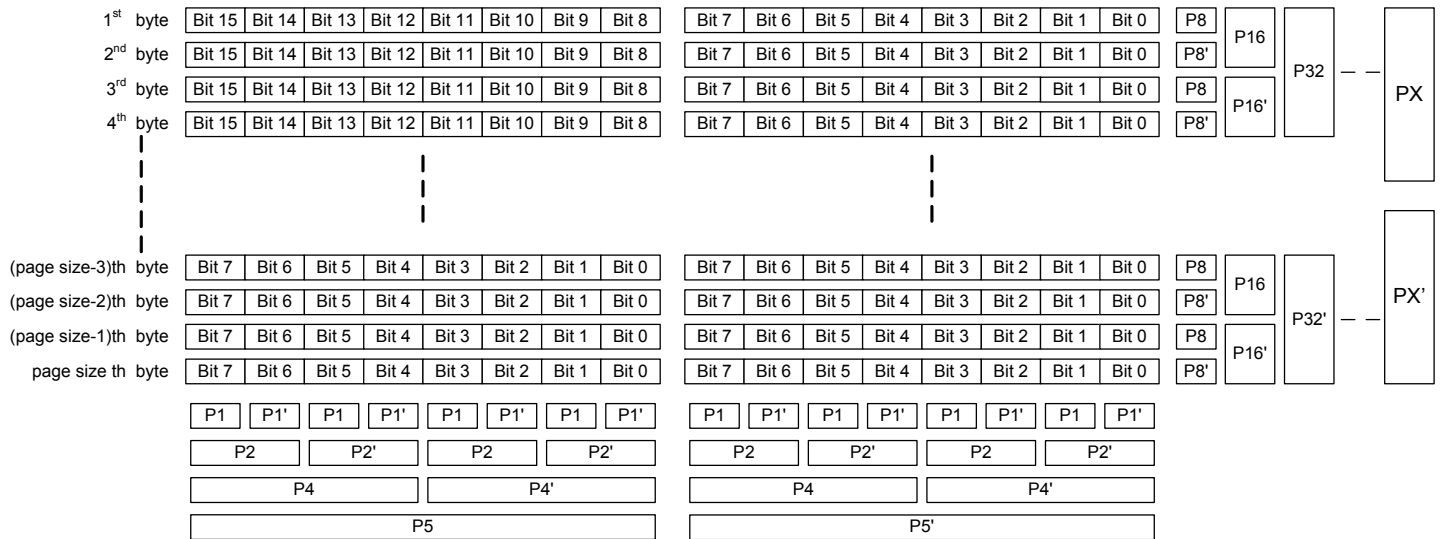 1st byte Bit 15 Bit 14 Bit 13 Bit 12 Bit 11 Bit 10 Bit 9 Bit 8 Bit 7 Bit 6 Bit 5 Bit 4 Bit 3 Bit 2 Bit 1 Bit 0 P8
P16
2nd byte Bit 15 Bit 14 Bit 13 Bit 12 Bit 11 Bit 10 Bit 9 Bit 8 Bit 7 Bit 6 Bit 5 Bit 4 Bit 3 Bit 2 Bit 1 Bit 0 P8'
P32
PX
3rd byte Bit 15 Bit 14 Bit 13 Bit 12 Bit 11 Bit 10 Bit 9 Bit 8 Bit 7 Bit 6 Bit 5 Bit 4 Bit 3 Bit 2 Bit 1 Bit 0 P8
P16'
4th byte Bit 15 Bit 14 Bit 13 Bit 12 Bit 11 Bit 10 Bit 9 Bit 8 Bit 7 Bit 6 Bit 5 Bit 4 Bit 3 Bit 2 Bit 1 Bit 0 P8'
(page size-3)th byte Bit 7 Bit 6 Bit 5 Bit 4 Bit 3 Bit 2 Bit 1 Bit 0 Bit 7 Bit 6 Bit 5 Bit 4 Bit 3 Bit 2 Bit 1 Bit 0 P8
P16
(page size-2)th byte Bit 7 Bit 6 Bit 5 Bit 4 Bit 3 Bit 2 Bit 1 Bit 0 Bit 7 Bit 6 Bit 5 Bit 4 Bit 3 Bit 2 Bit 1 Bit 0 P8'
P32'
PX’
(page size-1)th byte Bit 7 Bit 6 Bit 5 Bit 4 Bit 3 Bit 2 Bit 1 Bit 0 Bit 7 Bit 6 Bit 5 Bit 4 Bit 3 Bit 2 Bit 1 Bit 0 P8
P16'
page size th byte Bit 7 Bit 6 Bit 5 Bit 4 Bit 3 Bit 2 Bit 1 Bit 0 Bit 7 Bit 6 Bit 5 Bit 4 Bit 3 Bit 2 Bit 1 Bit 0 P8'
P1 P1' P1 P1' P1 P1' P1 P1' P1 P1' P1 P1' P1 P1' P1 P1'
P2 P2' P2 P2' P2 P2' P2 P2'
P4 P4' P4 P4'
P5 P5'